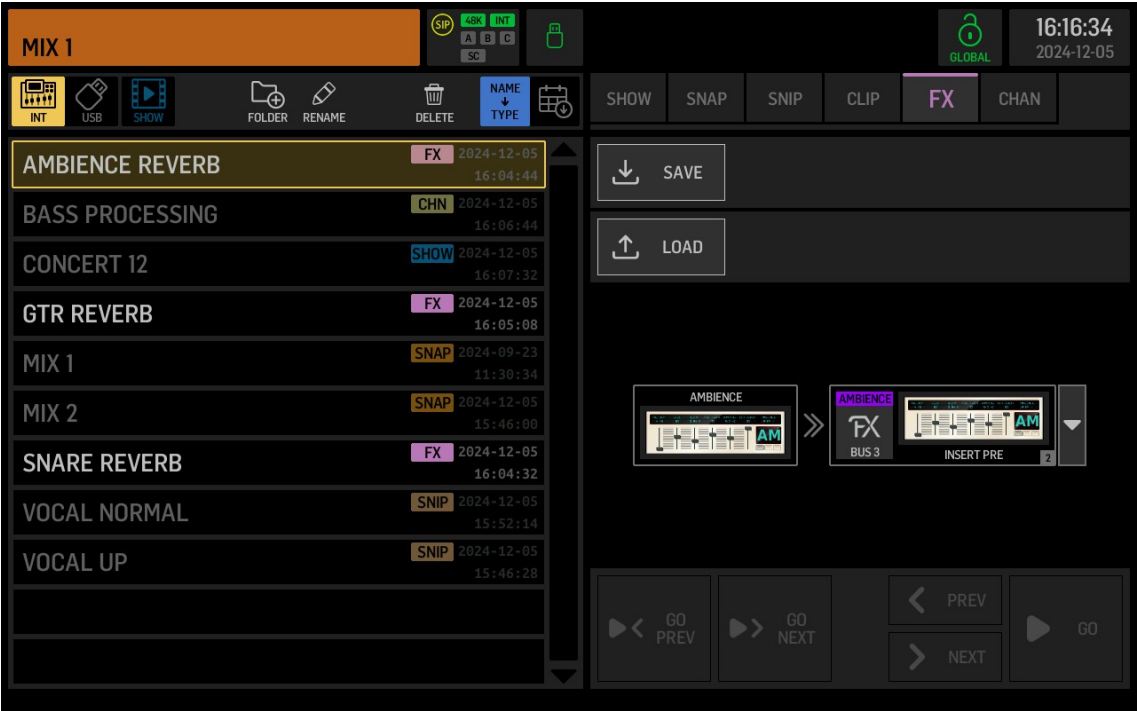 MIX 1
SIP
48K INT
A B C
SC
GLOBAL
16:16:34
2024-12-05
INT
USB
SHOW
FOLDER
RENAME
DELETE
NAME
TYPE
SHOW
SNAP
SNIP
CLIP
FX
CHAN
AMBIENCE REVERB
FX 2024-12-05
16:04:44
BASS PROCESSING
CHN 2024-12-05
16:06:44
CONCERT 12
SHOW 2024-12-05
16:07:32
GTR REVERB
FX 2024-12-05
16:05:08
MIX 1
SNAP 2024-09-23
11:30:34
MIX 2
SNAP 2024-12-05
15:46:00
SNARE REVERB
FX 2024-12-05
16:04:32
VOCAL NORMAL
SNIP 2024-12-05
15:52:14
VOCAL UP
SNIP 2024-12-05
15:46:28
SAVE
LOAD
AMBIENCE
AM
AMBIENCE
FX
BUS 3
AM
INSERT PRE
2
GO
PREV
GO
NEXT
PREV
NEXT
GO